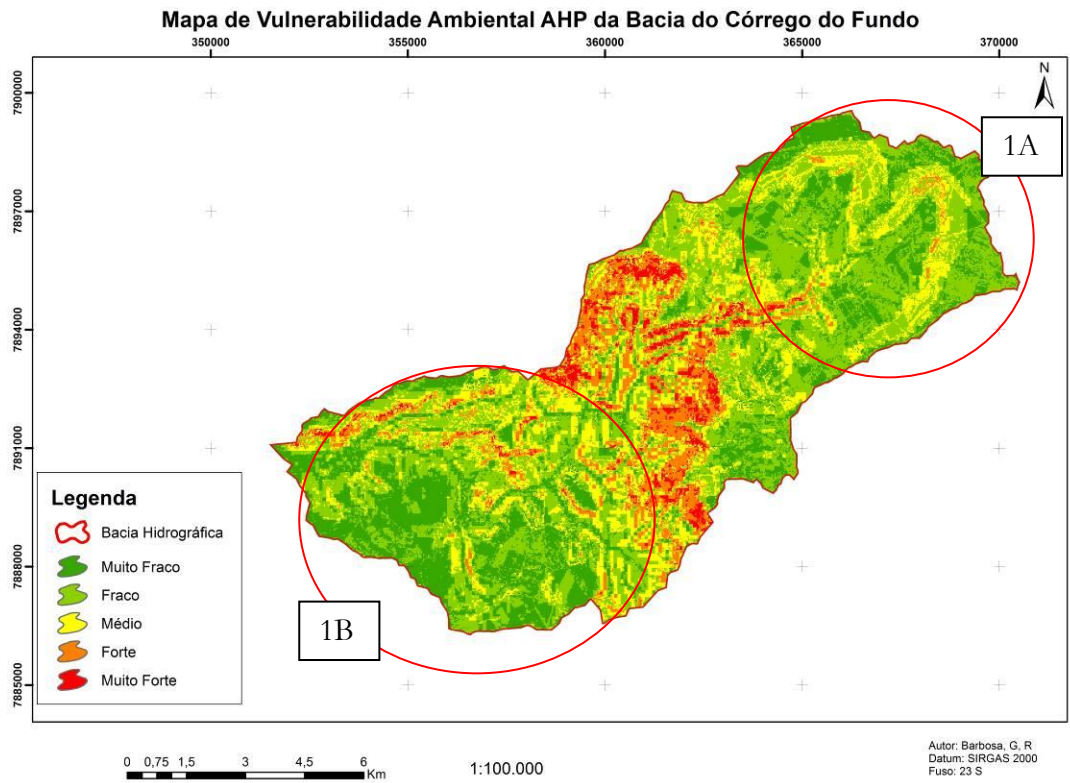 Mapa de Vulnerabilidade Ambiental AHP da Bacia do Córrego do Fundo
350000 355000 360000 365000 370000
7900000
7897000
7894000
7891000
7888000
7885000
N
1A
1B
Legenda
Bacia Hidrográfica
Muito Fraco
Fraco
Médio
Forte
Muito Forte
0 0,75 1,5 3 4,5 6
Km
1:100.000
Autor: Barbosa, G, R
Datum: SIRGAS 2000
Fuso: 23 S